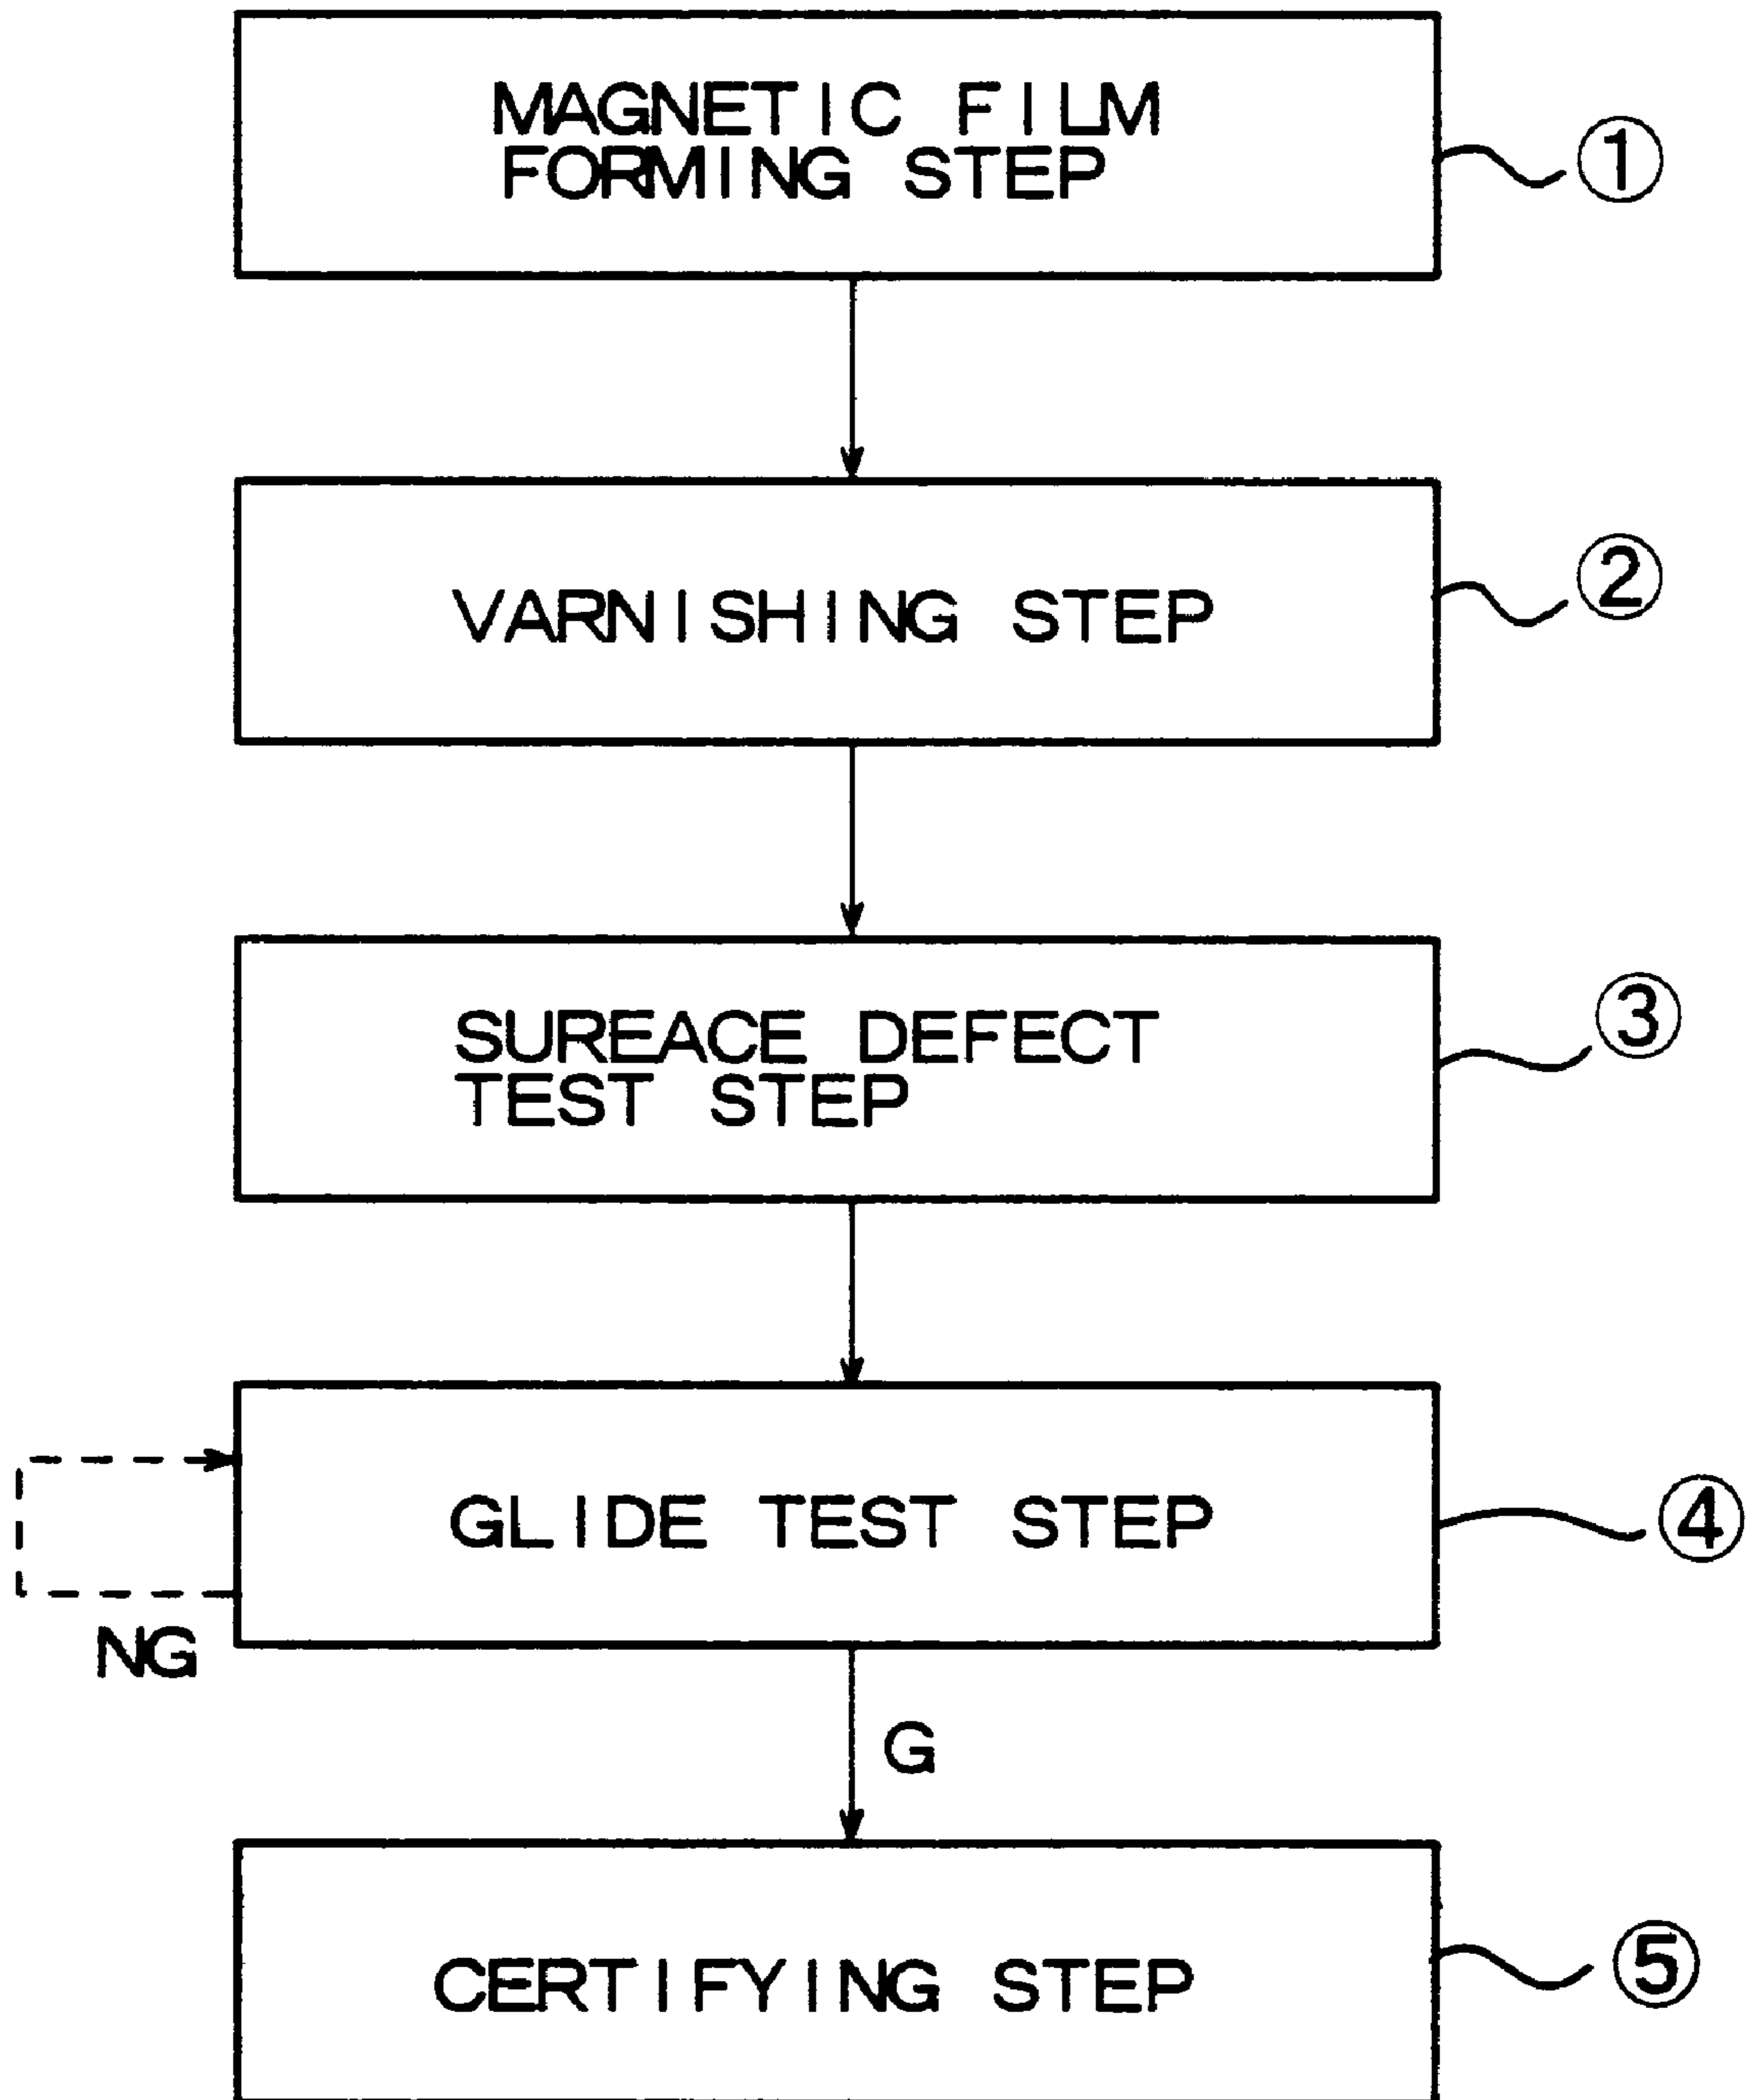 MAGNETIC FILM
FORMING STEP
①
VARNISHING STEP
②
SUREACE DEFECT
TEST STEP
③
GLIDE TEST STEP
④
NG
G
CERTIFYING STEP
⑤